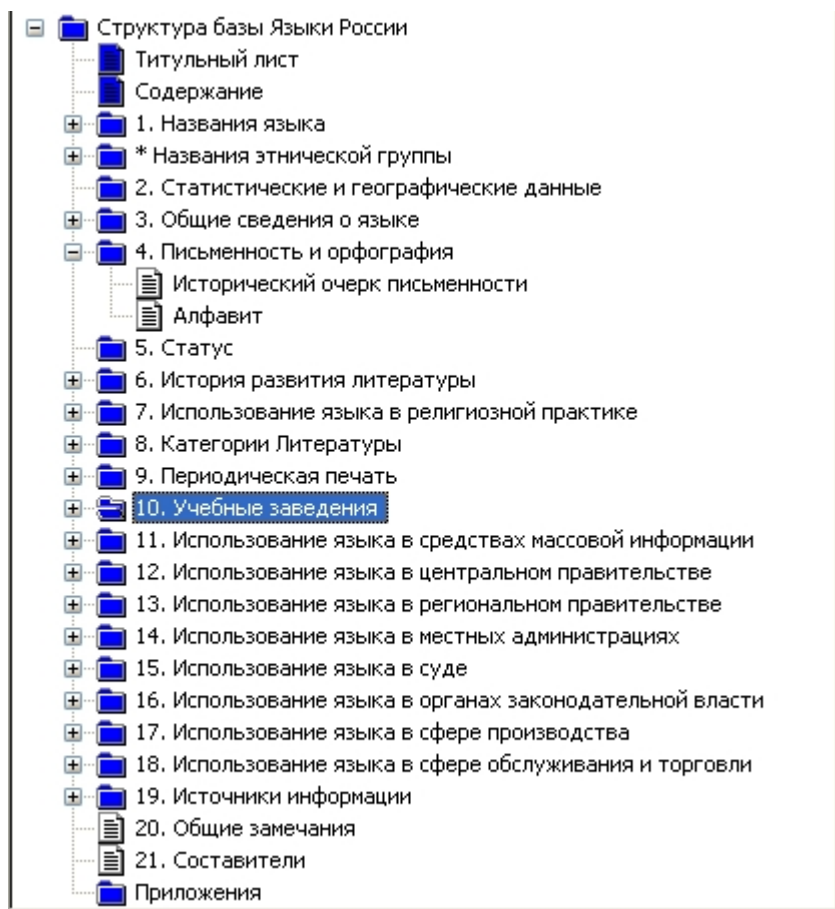 Структура базы Языки России
Титульный лист
Содержание
1. Названия языка
* Названия этнической группы
2. Статистические и географические данные
3. Общие сведения о языке
4. Письменность и орфография
Исторический очерк письменности
Алфавит
5. Статус
6. История развития литературы
7. Использование языка в религиозной практике
8. Категории Литературы
9. Периодическая печать
10. Учебные заведения
11. Использование языка в средствах массовой информации
12. Использование языка в центральном правительстве
13. Использование языка в региональном правительстве
14. Использование языка в местных администрациях
15. Использование языка в суде
16. Использование языка в органах законодательной власти
17. Использование языка в сфере производства
18. Использование языка в сфере обслуживания и торговли
19. Источники информации
20. Общие замечания
21. Составители
Приложения